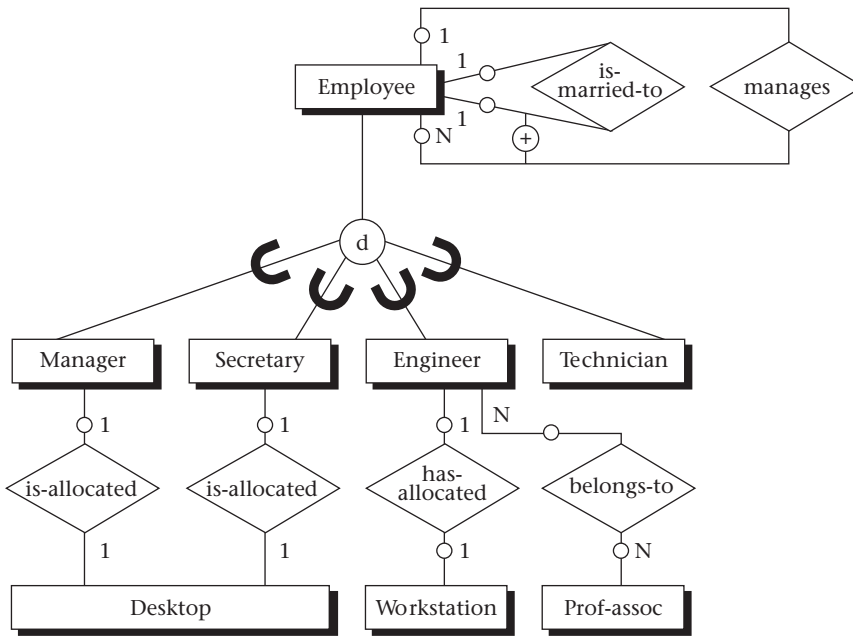 1
1
Employee
is-
married-to
manages
1
N
+
d
Manager
Secretary
Engineer
Technician
1
1
1
N
is-allocated
is-allocated
has-
allocated
belongs-to
1
1
1
N
Desktop
Workstation
Prof-assoc